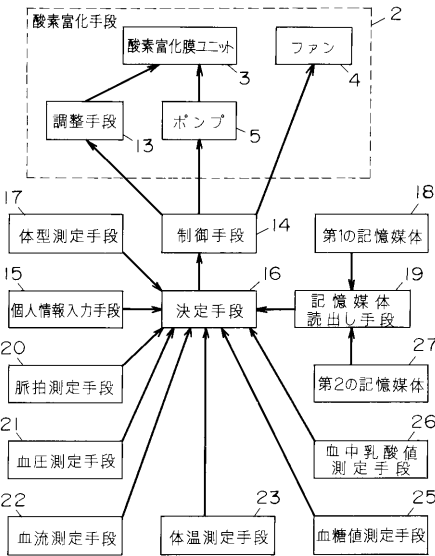 2
酸素富化手段
酸素富化膜ユニット
3
ファン
4
調整手段
13
ポンプ
5
17
体型測定手段
制御手段
14
18
第1の記憶媒体
15
個人情報入力手段
16
決定手段
19
記憶媒体
読出し手段
20
脈拍測定手段
27
第2の記憶媒体
21
血圧測定手段
26
血中乳酸値
測定手段
22
血流測定手段
23
体温測定手段
25
血糖値測定手段